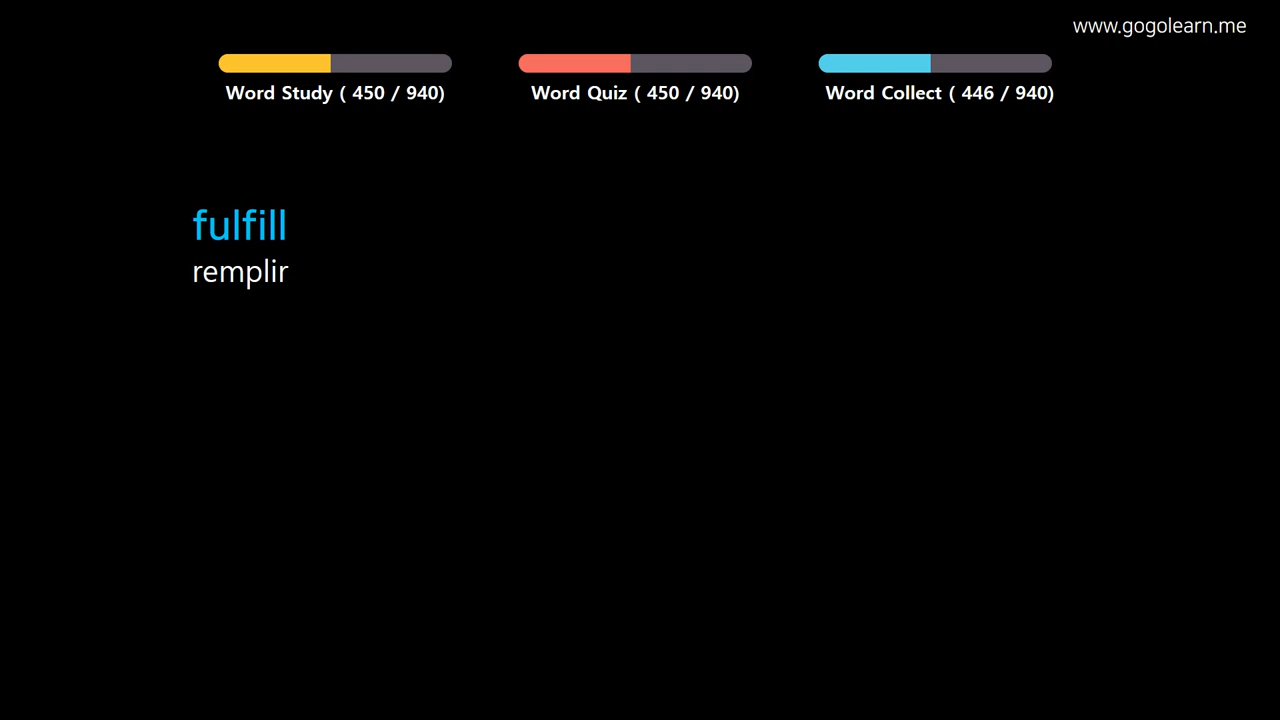 www.gogolearn.me
Word Study ( 450 / 940)
Word Quiz ( 450 / 940)
Word Collect ( 446 / 940)
fulfill
remplir